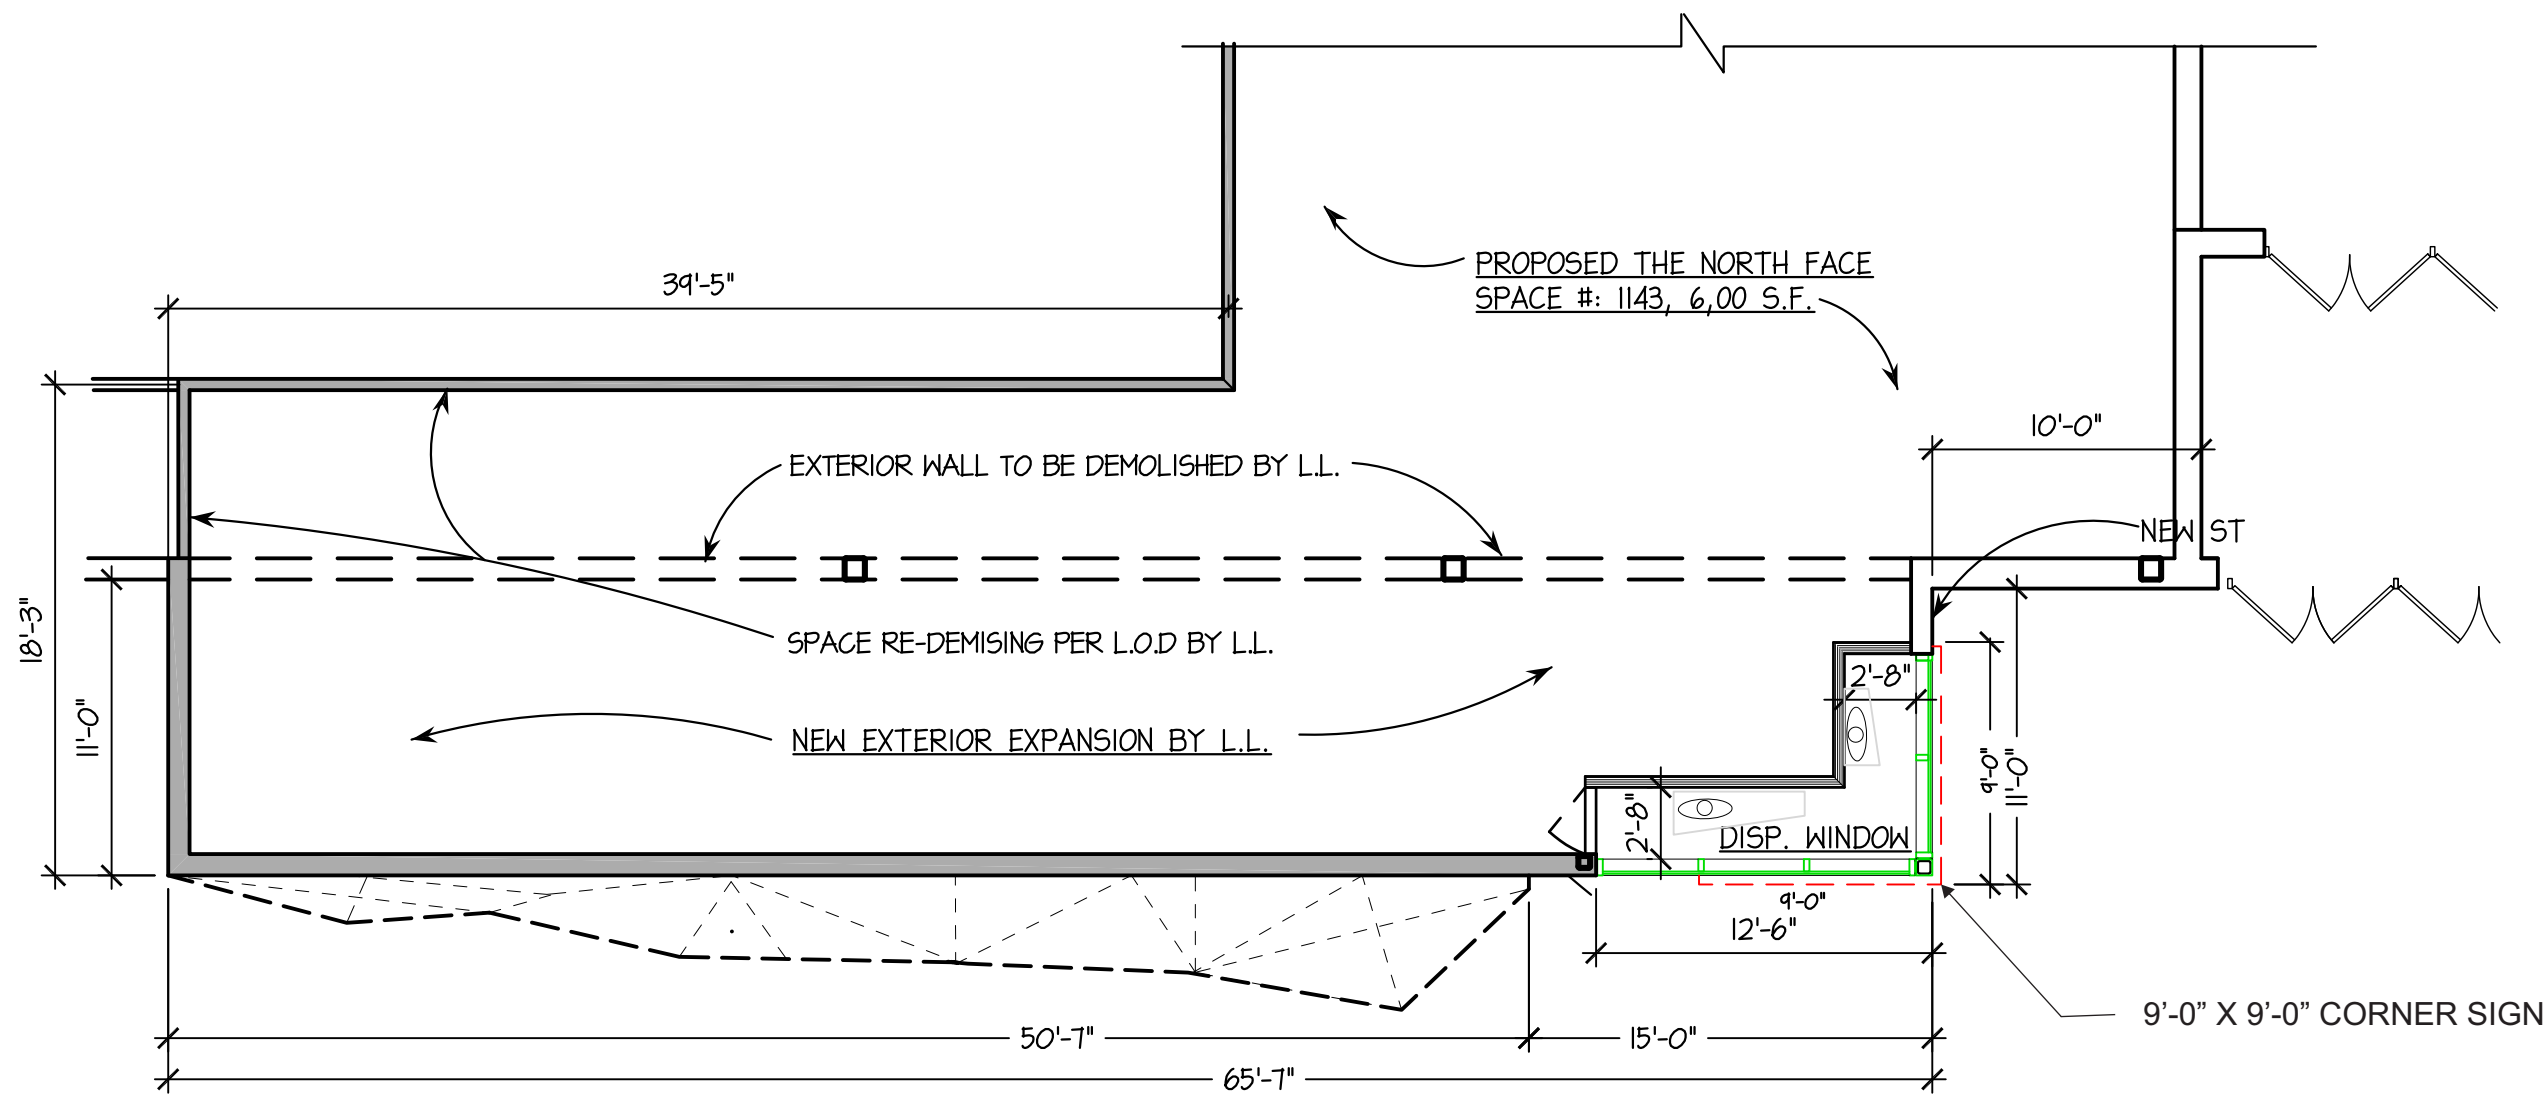 PROPOSED THE NORTH FACE
SPACE #: 1143, 6,00 S.F.
39'-5"
10'-0"
EXTERIOR WALL TO BE DEMOLISHED BY L.L.
NEW ST
18'-3"
SPACE RE-DEMISING PER L.O.D BY L.L.
2'-8"
11'-0"
NEW EXTERIOR EXPANSION BY L.L.
9'-0"
11'-0"
2'-8"
DISP. WINDOW
9'-0"
12'-6"
9’-0” X 9’-0” CORNER SIGN
50'-7"
15'-0"
65'-7"